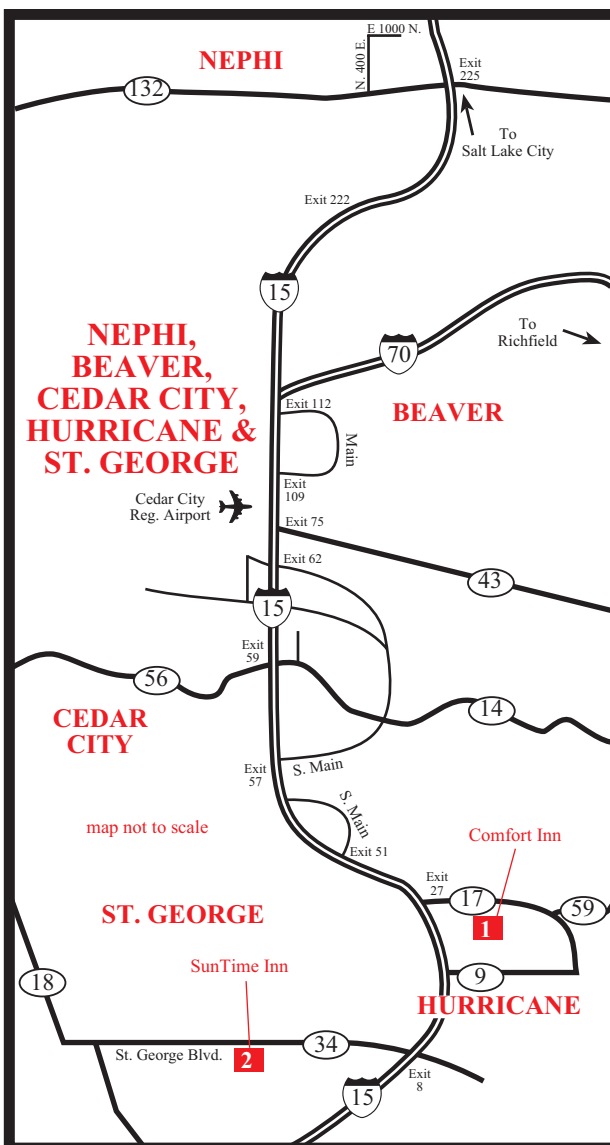 E 1000 N.
N. 400 E.
NEPHI
Exit
225
132
To
Salt Lake City
Exit 222
15
NEPHI,
BEAVER,
CEDAR CITY,
HURRICANE &
ST. GEORGE
To
Richfield
70
Exit 112
BEAVER
Main
Exit
109
Cedar City
Reg. Airport
Exit 75
Exit 62
43
15
Exit
59
56
14
CEDAR
CITY
S. Main
Exit
57
S. Main
map not to scale
Comfort Inn
Exit 51
Exit
27
17
59
1
ST. GEORGE
SunTime Inn
18
9
HURRICANE
34
St. George Blvd.
2
Exit
8
15